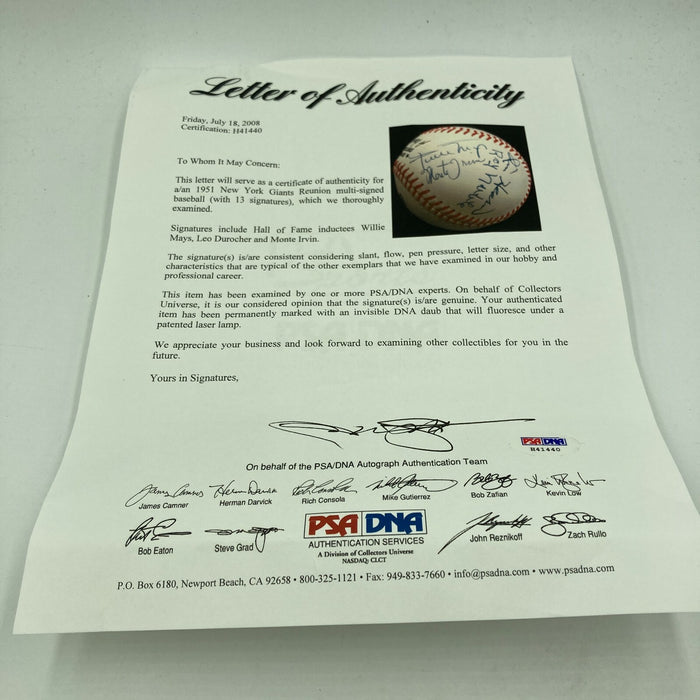 Letter of Authenticity
Friday, July 18, 2008
Certification: H41440
To Whom It May Concern:
This letter will serve as a certificate of authenticity for
a/an 1951 New York Giants Reunion multi-signed
baseball (with 13 signatures), which we thoroughly
examined.
Signatures include Hall of Fame inductees Willie
Mays, Leo Durocher and Monte Irvin.
The signature(s) is/are consistent considering slant, flow, pen pressure, letter size, and other
characteristics that are typical of the other exemplars that we have examined in our hobby and
professional career.
This item has been examined by one or more PSA/DNA experts. On behalf of Collectors
Universe, it is our considered opinion that the signature(s) is/are genuine. Your authenticated
item has been permanently marked with an invisible DNA daub that will fluoresce under a
patented laser lamp.
We appreciate your business and look forward to examining other collectibles for you in the
future.
Yours in Signatures,
PSA/DNA
H41440
On behalf of the PSA/DNA Autograph Authentication Team
James Camner Herman Darvick Rich Consola Mike Gutierrez Bob Zafian Kevin Low
Bob Eaton Steve Grad PSA DNA John Reznikoff Zach Rullo
AUTHENTICATION SERVICES
A Division of Collectors Universe
NASDAQ: CLCT
P.O. Box 6180, Newport Beach, CA 92658 • 800-325-1121 • Fax: 949-833-7660 • info@psadna.com • www.psadna.com